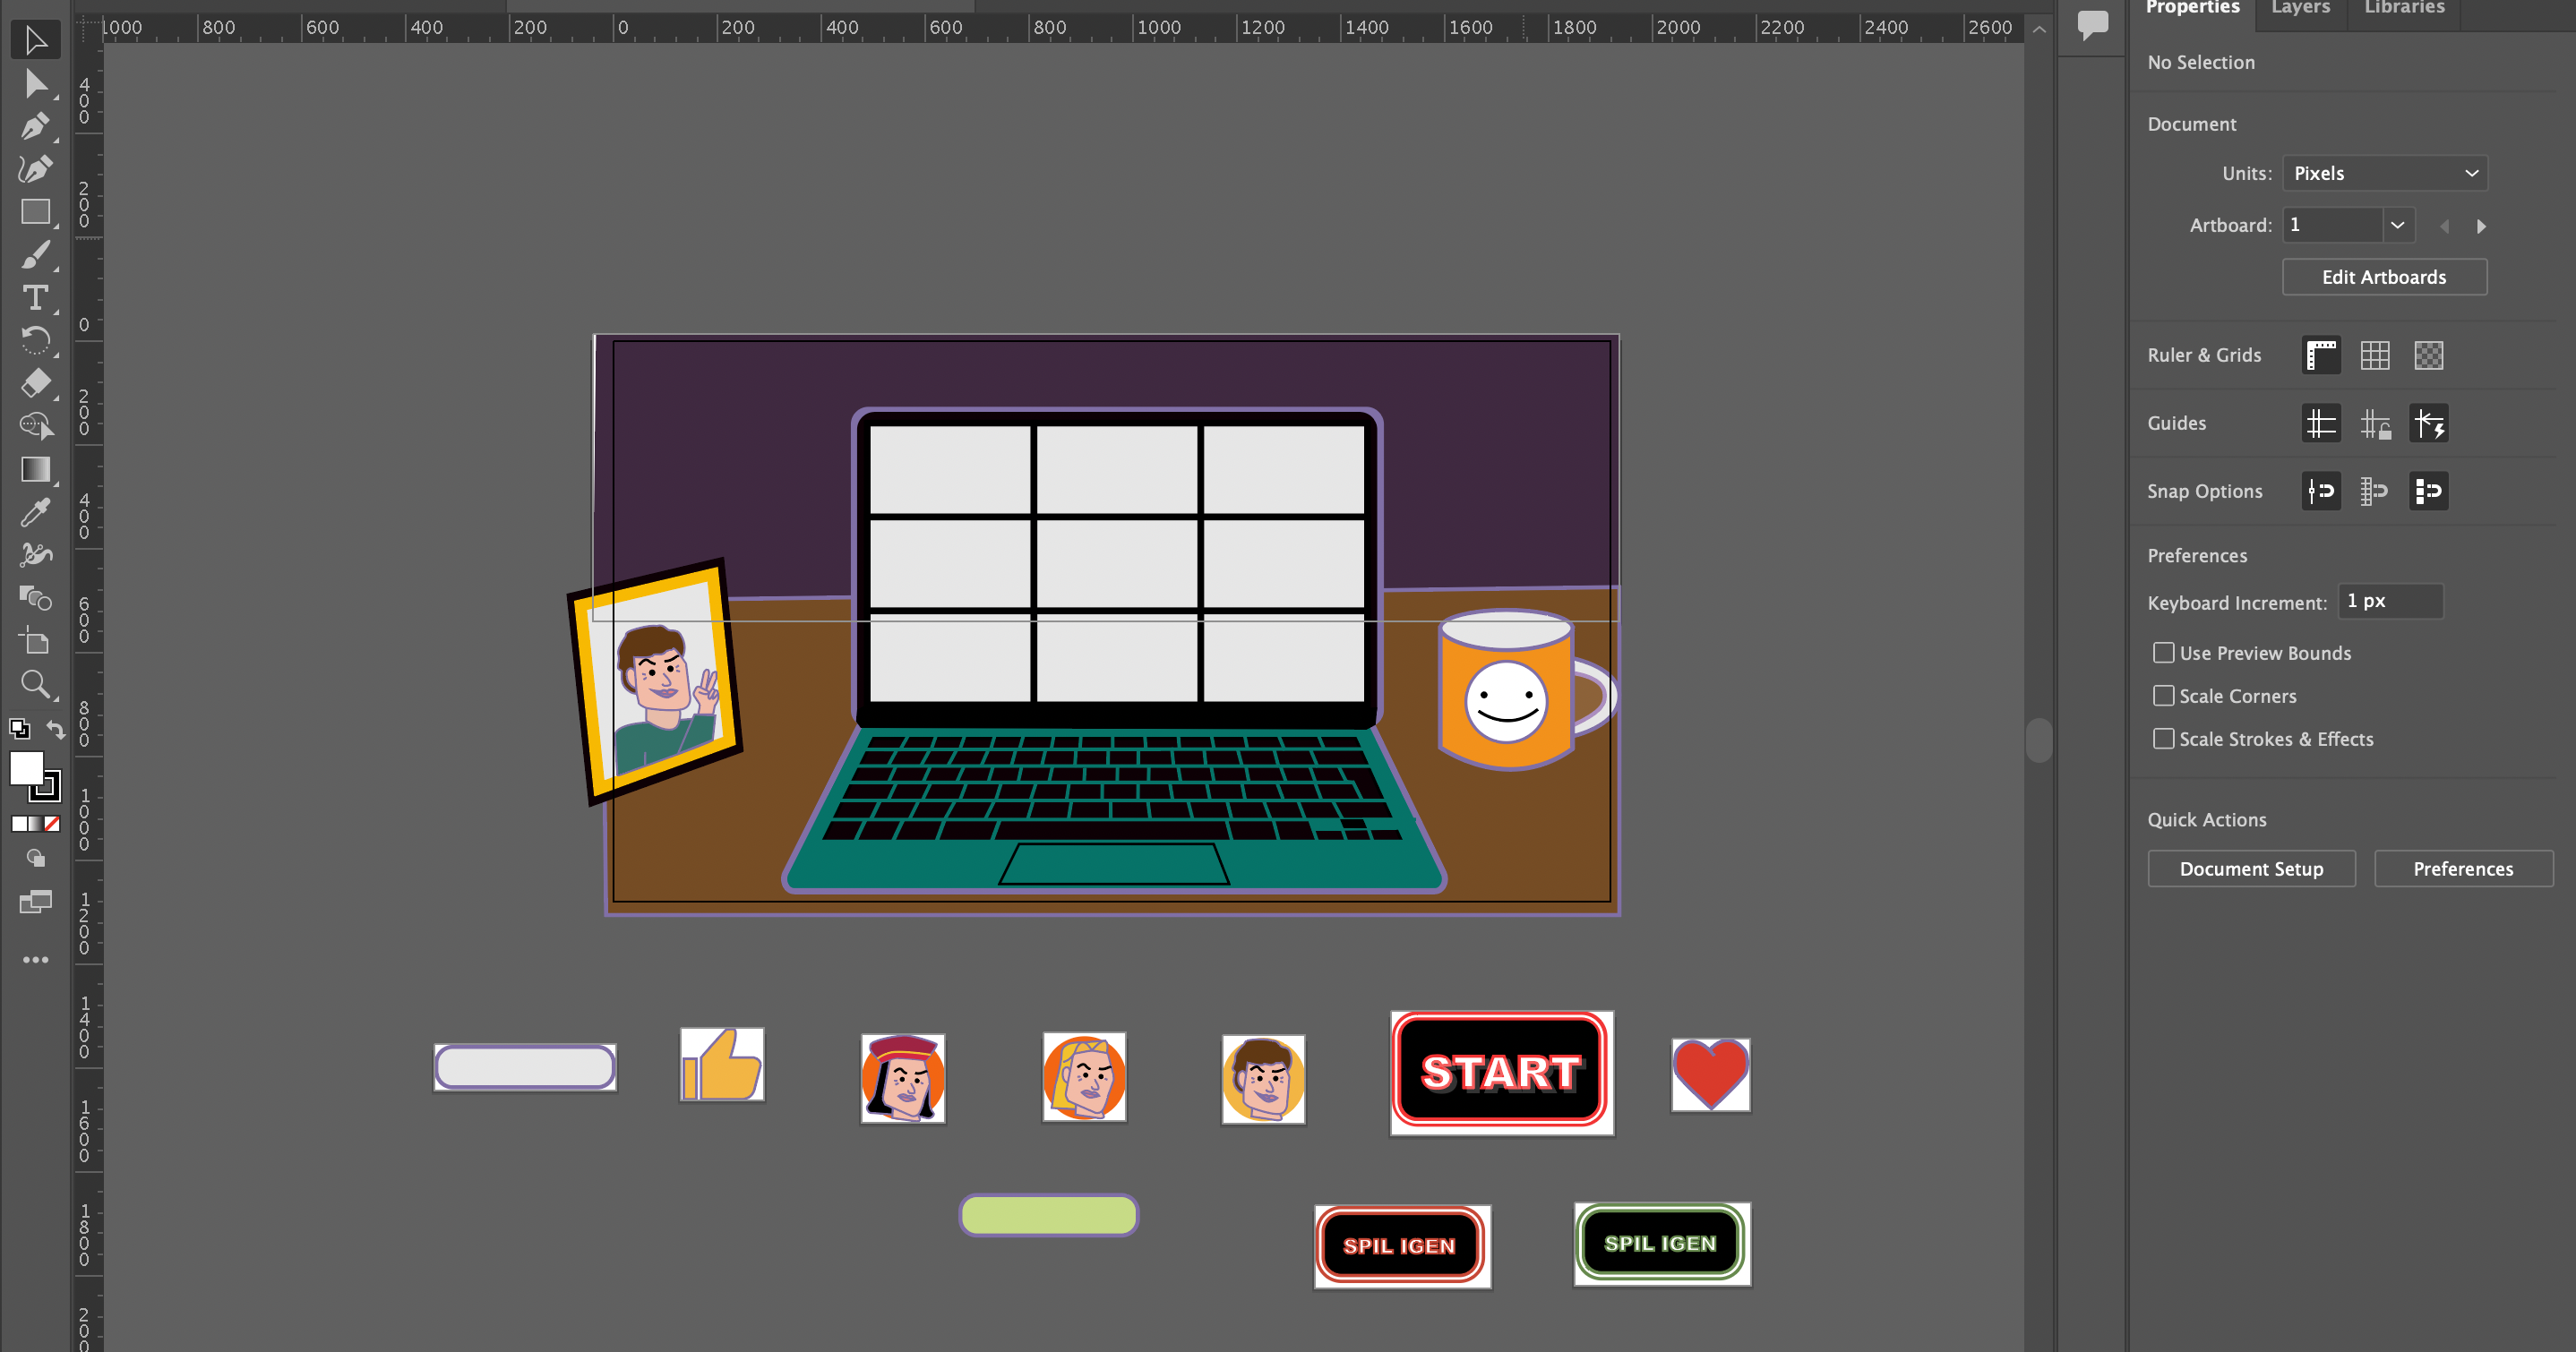 Properties Layers Libraries
1000 800 600 400 200 0 200 400 600 800 1000 1200 1400 1600 1800 2000 2200 2400 2600
No Selection
Document
Units: Pixels
Artboard: 1
Edit Artboards
Ruler & Grids
Guides
Snap Options
Preferences
Keyboard Increment: 1 px
Use Preview Bounds
Scale Corners
Scale Strokes & Effects
Quick Actions
Document Setup Preferences
400
200
0
200
400
600
800
1000
1200
1400
1600
1800
200
START
SPIL IGEN
SPIL IGEN